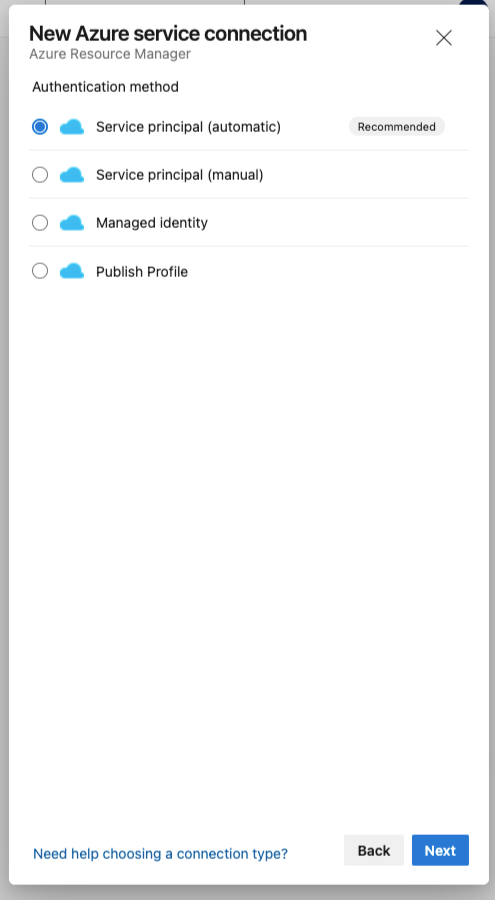 New Azure service connection
Azure Resource Manager
Authentication method
Service principal (automatic)
Recommended
Service principal (manual)
Managed identity
Publish Profile
Need help choosing a connection type?
Back
Next